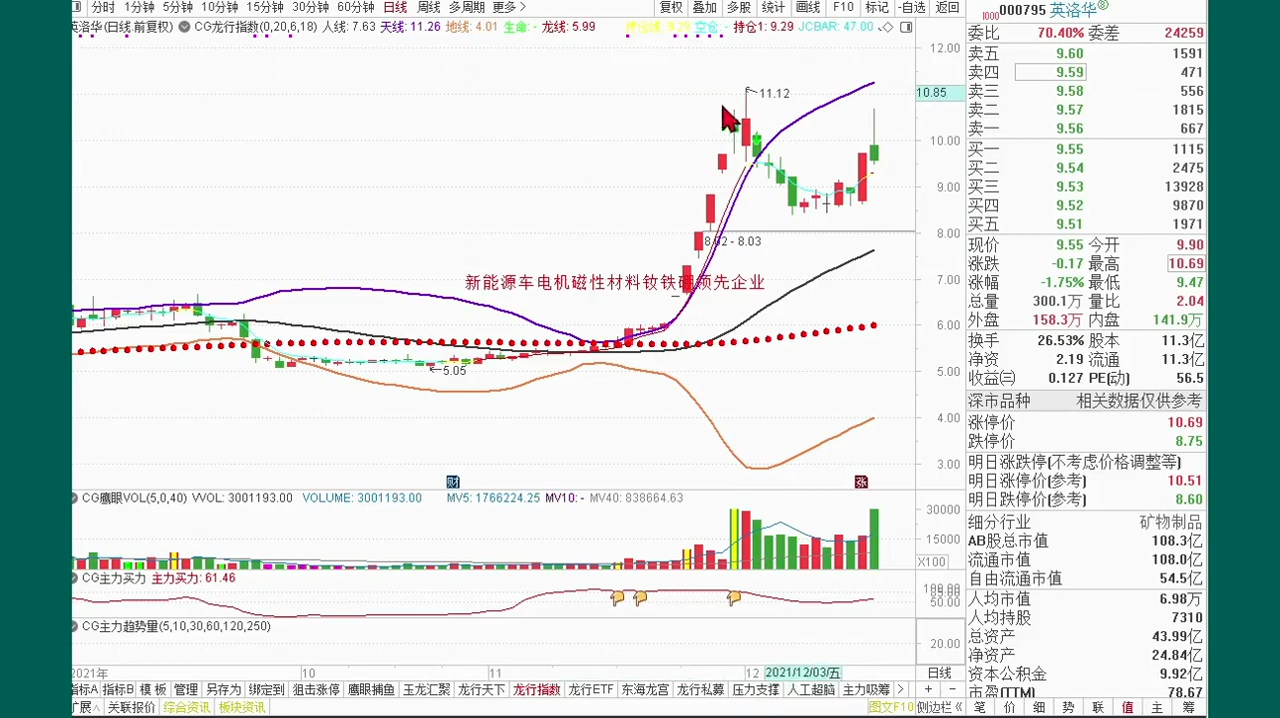 分时 1分钟 5分钟 10分钟 15分钟 30分钟 60分钟 日线 周线 多周期 更多>
复权 叠加 多股 统计 画线 F10 标记 -自选 返回
英洛华(日线.前复权) CG龙行指数(0,20,6,18) 人线: 7.63 天线: 11.26 地线: 4.01 生命: - 龙线: 5.99 持仓线: 9.29 空仓: - 持仓1: 9.29 JCBAR: 47.00
12.00
10.85
10.00
9.00
8.00
7.00
6.00
5.00
4.00
3.00
11.12
8.02 - 8.03
新能源车电机磁性材料钕铁硼领先企业
5.05
财
涨
CG鹰眼VOL(5,0,40) VVOL: 3001193.00 VOLUME: 3001193.00 MV5: 1766224.25 MV10: - MV40: 838664.63
30000
15000
X100
CG主力买力 主力买力: 61.46
100.00
50.00
CG主力趋势量(5,10,30,60,120,250)
20.00
2021年 10 11 12 2021/12/03/五 日线
指标A 指标B 模板 管理 另存为 绑定到 狙击涨停 鹰眼捕鱼 玉龙汇聚 龙行天下 龙行指数 龙行ETF 东海龙宫 龙行私募 压力支撑 人工超脑 主力吸筹 > + -
扩展∧ 关联报价 综合资讯 板块资讯 图文F10 侧边栏《 笔 价 细 势 联 值 主 筹
000795 英洛华
委比 70.40% 委差 24259
卖五 9.60 1591
卖四 9.59 471
卖三 9.58 556
卖二 9.57 1815
卖一 9.56 667
买一 9.55 1115
买二 9.54 2475
买三 9.53 13928
买四 9.52 9870
买五 9.51 1971
现价 9.55 今开 9.90
涨跌 -0.17 最高 10.69
涨幅 -1.75% 最低 9.47
总量 300.1万 量比 2.04
外盘 158.3万 内盘 141.9万
换手 26.53% 股本 11.3亿
净资 2.19 流通 11.3亿
收益㈢ 0.127 PE(动) 56.5
深市品种 相关数据仅供参考
涨停价 10.69
跌停价 8.75
明日涨跌停(不考虑价格调整等)
明日涨停价(参考) 10.51
明日跌停价(参考) 8.60
细分行业 矿物制品
AB股总市值 108.3亿
流通市值 108.0亿
自由流通市值 54.5亿
人均市值 6.98万
人均持股 7310
总资产 43.99亿
净资产 24.84亿
资本公积金 9.92亿
市盈(TTM) 78.67